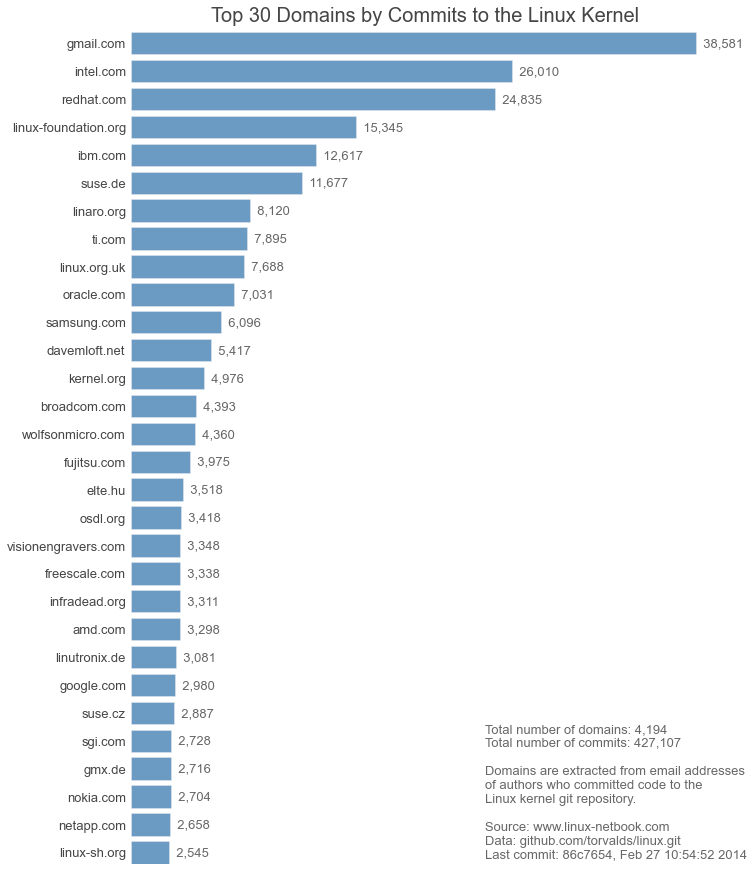 Top 30 Domains by Commits to the Linux Kernel
gmail.com 38,581
intel.com 26,010
redhat.com 24,835
linux-foundation.org 15,345
ibm.com 12,617
suse.de 11,677
linaro.org 8,120
ti.com 7,895
linux.org.uk 7,688
oracle.com 7,031
samsung.com 6,096
davemloft.net 5,417
kernel.org 4,976
broadcom.com 4,393
wolfsonmicro.com 4,360
fujitsu.com 3,975
elte.hu 3,518
osdl.org 3,418
visionengravers.com 3,348
freescale.com 3,338
infradead.org 3,311
amd.com 3,298
linutronix.de 3,081
google.com 2,980
suse.cz 2,887
sgi.com 2,728
gmx.de 2,716
nokia.com 2,704
netapp.com 2,658
linux-sh.org 2,545
Total number of domains: 4,194
Total number of commits: 427,107
Domains are extracted from email addresses
of authors who committed code to the
Linux kernel git repository.
Source: www.linux-netbook.com
Data: github.com/torvalds/linux.git
Last commit: 86c7654, Feb 27 10:54:52 2014